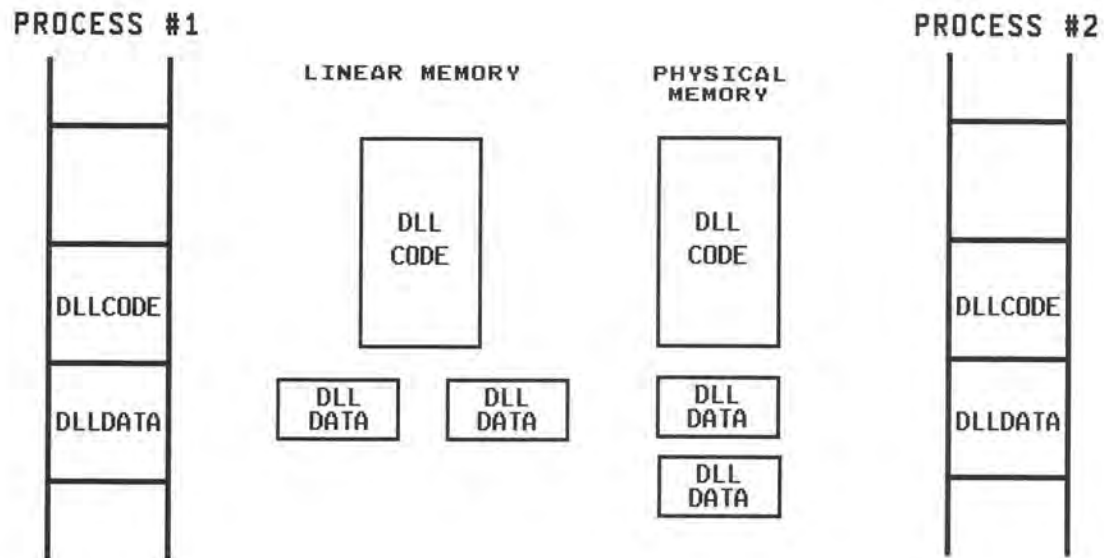 PROCESS #1
PROCESS #2
LINEAR MEMORY
PHYSICAL
MEMORY
DLL
CODE
DLL
CODE
DLLCODE
DLLCODE
DLL
DATA
DLL
DATA
DLL
DATA
DLLDATA
DLLDATA
DLL
DATA